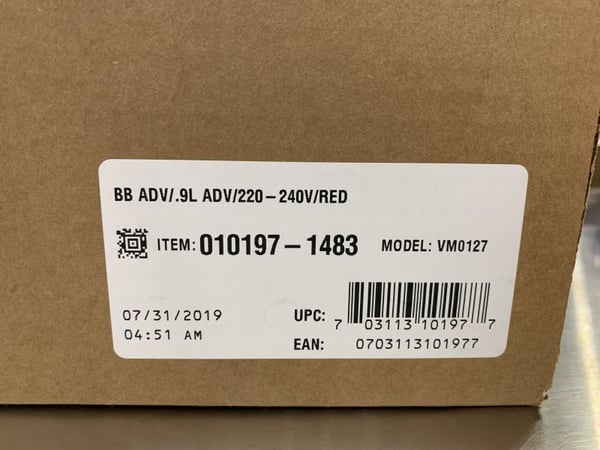 BB ADV/.9L ADV/220-240V/RED
ITEM: 010197-1483 MODEL: VM0127
07/31/2019
04:51 AM
UPC: 7 03113 10197 7
EAN: 0703113101977